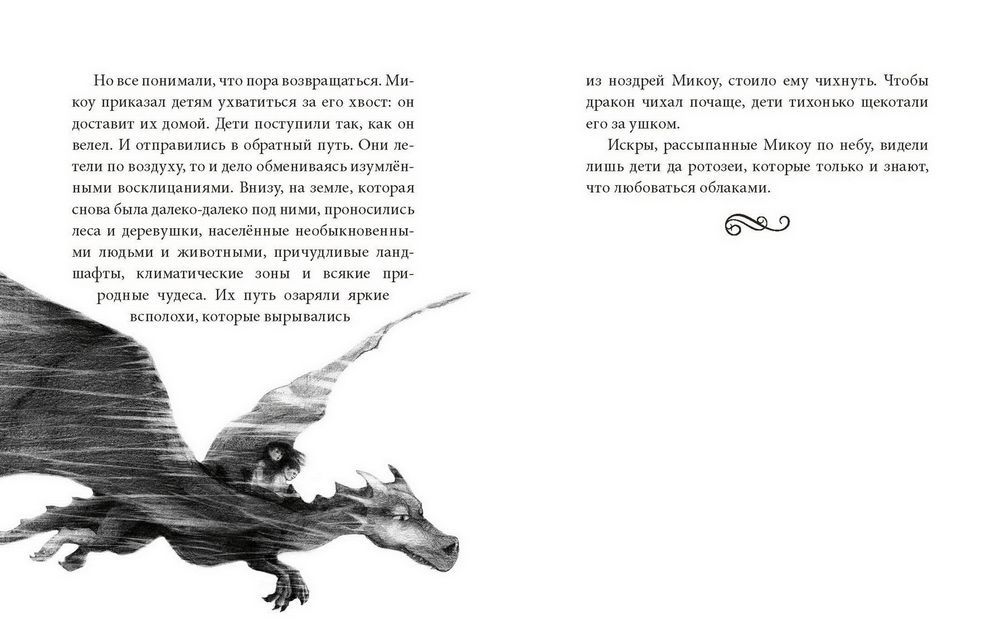 Но все понимали, что пора возвращаться. Ми-
коу приказал детям ухватиться за его хвост: он
доставит их домой. Дети поступили так, как он
велел. И отправились в обратный путь. Они ле-
тели по воздуху, то и дело обмениваясь изумлён-
ными восклицаниями. Внизу, на земле, которая
снова была далеко-далеко под ними, проносились
леса и деревушки, населённые необыкновенны-
ми людьми и животными, причудливые ланд-
шафты, климатические зоны и всякие при-
родные чудеса. Их путь озаряли яркие
всполохи, которые вырывались
из ноздрей Микоу, стоило ему чихнуть. Чтобы
дракон чихал почаще, дети тихонько щекотали
его за ушком.
Искры, рассыпанные Микоу по небу, видели
лишь дети да ротозеи, которые только и знают,
что любоваться облаками.